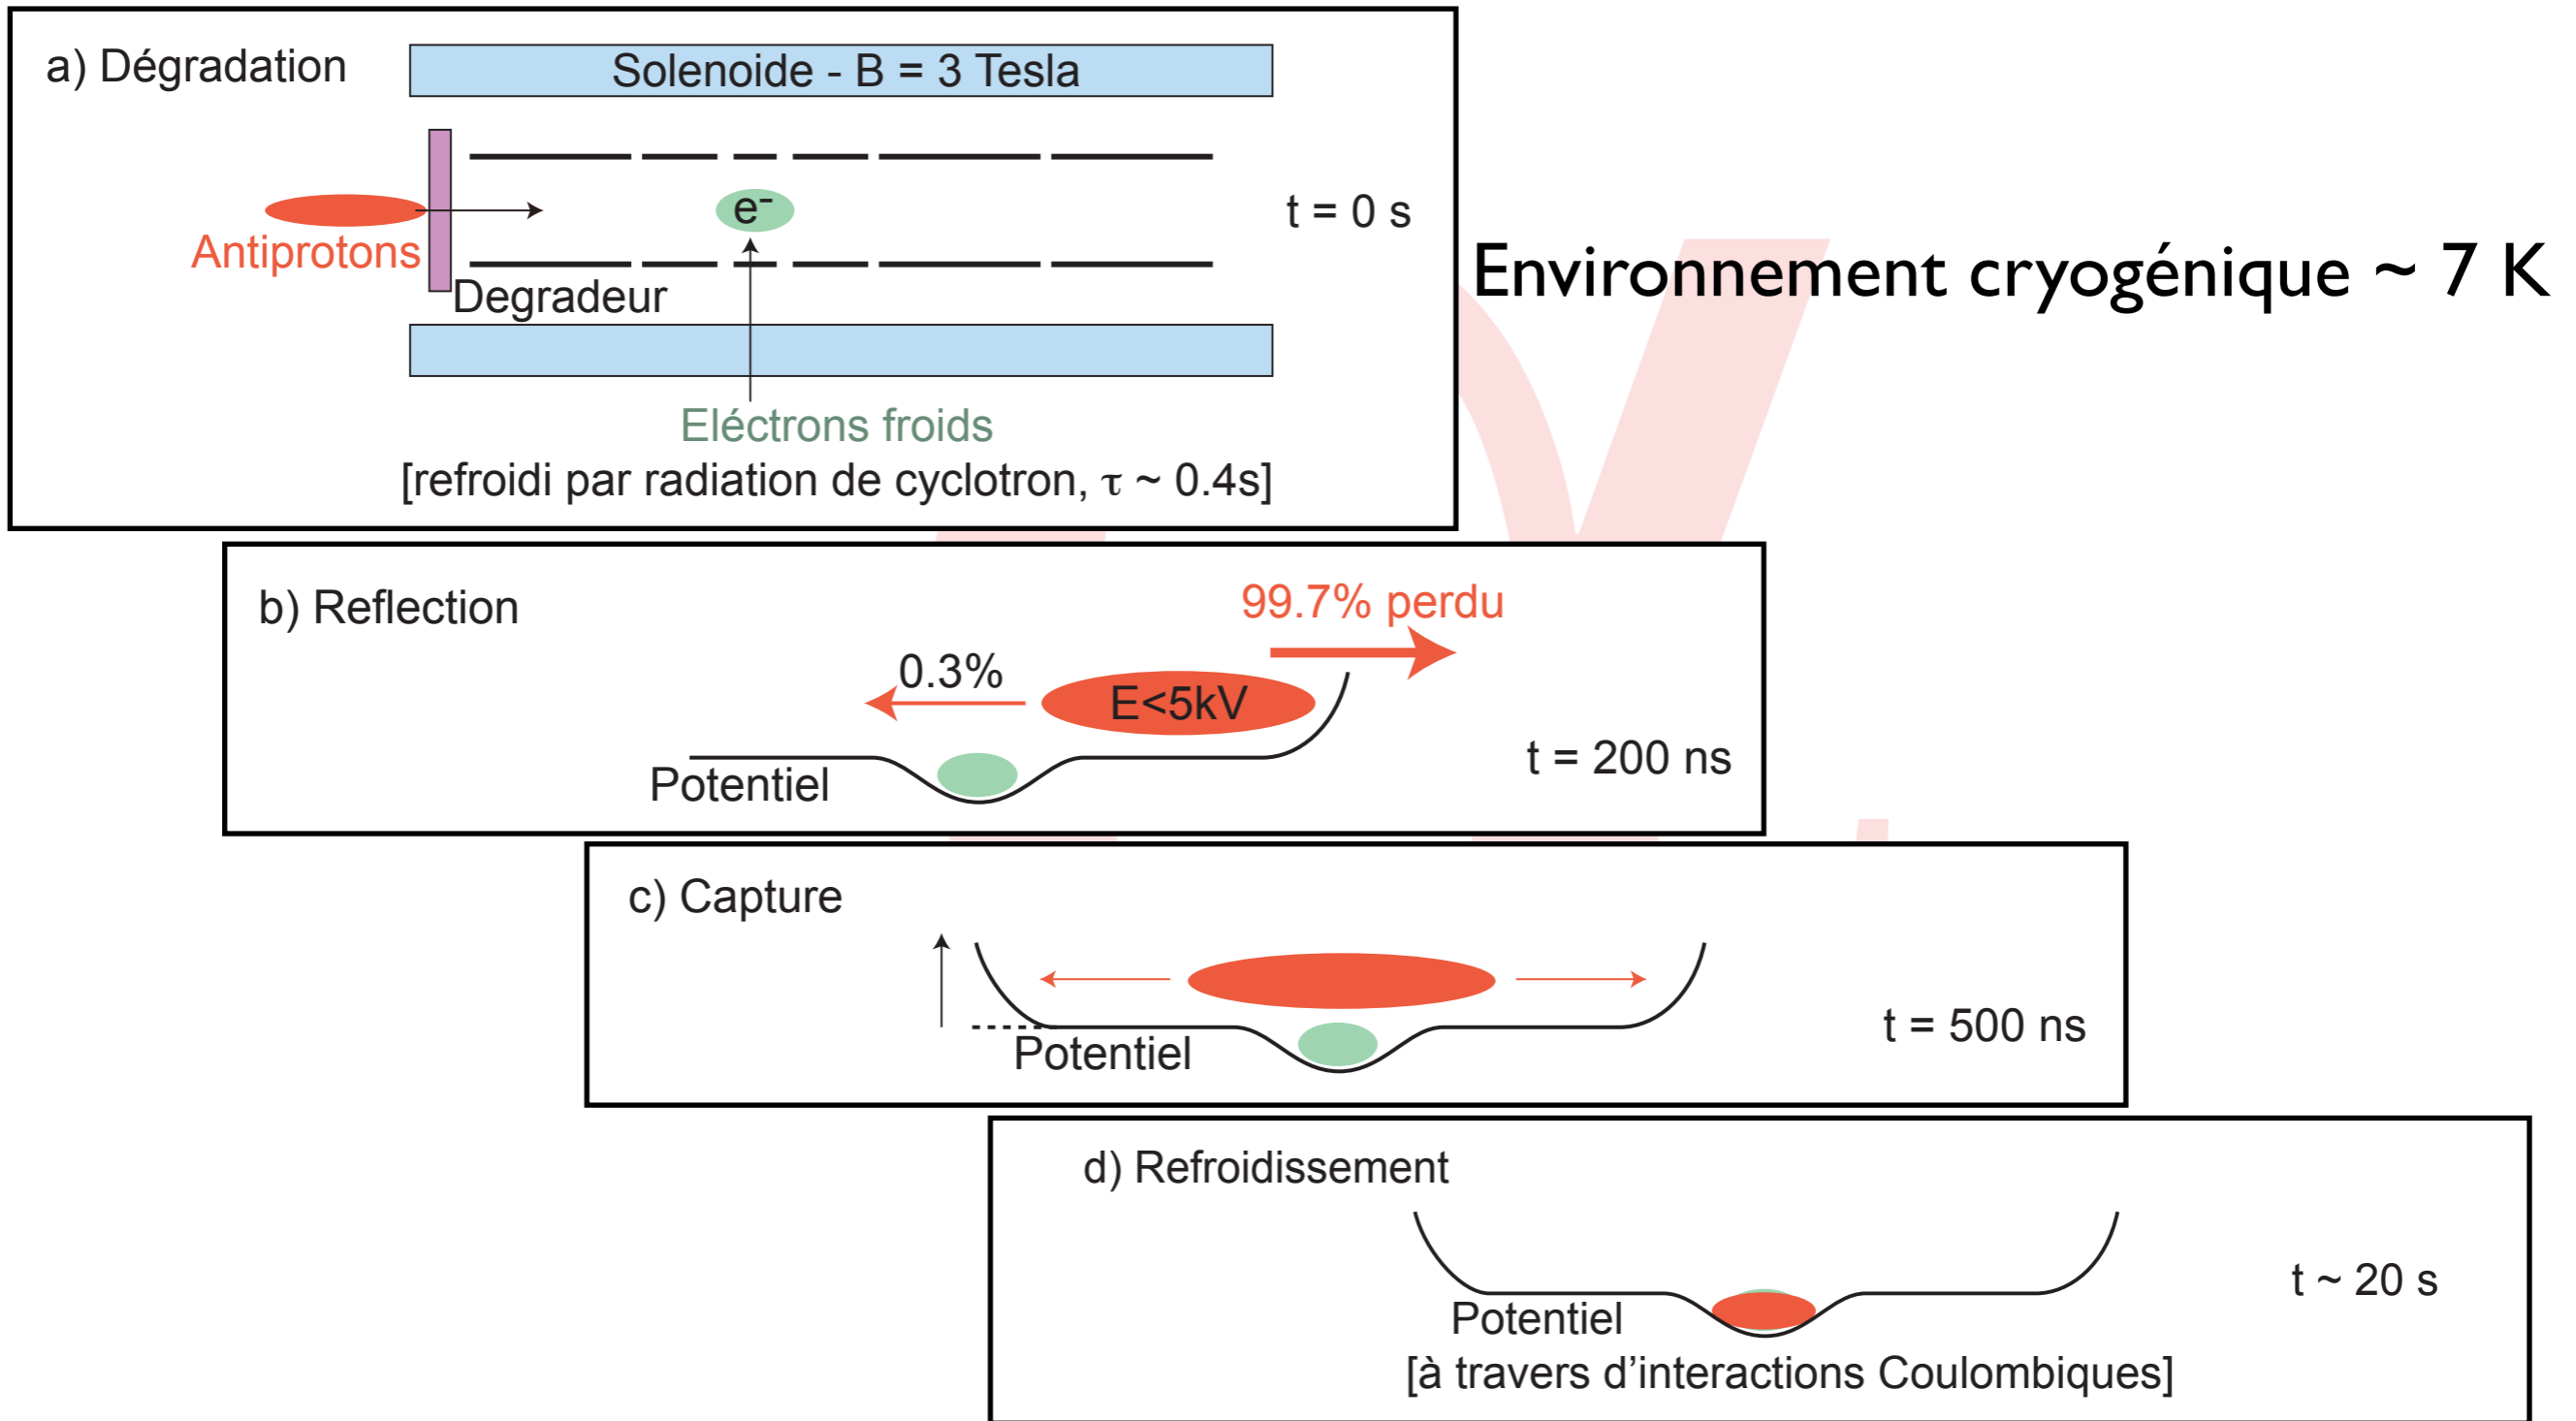 a) Dégradation
Solenoide - B = 3 Tesla
e-
t = 0 s
Antiprotons
Degradeur
Environnement cryogénique ~ 7 K
Eléctrons froids
[refroidi par radiation de cyclotron, τ ~ 0.4s]
b) Reflection
99.7% perdu
0.3%
E<5kV
t = 200 ns
Potentiel
c) Capture
t = 500 ns
Potentiel
d) Refroidissement
t ~ 20 s
Potentiel
[à travers d'interactions Coulombiques]